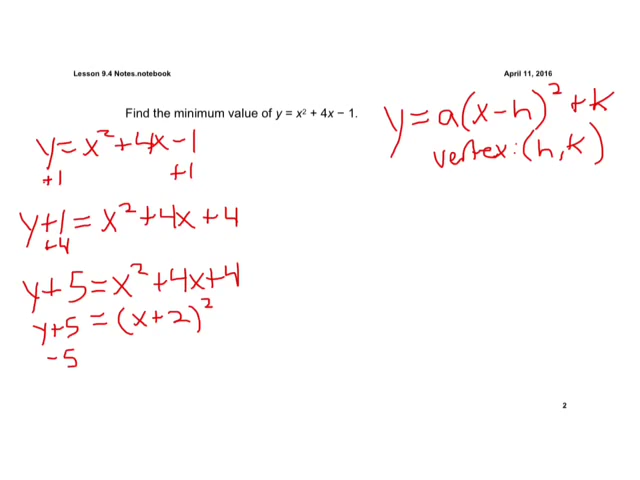 Lesson 9.4 Notes.notebook
April 11, 2016
Find the minimum value of y = x² + 4x − 1.
y = a(x − h)² + k
vertex: (h, k)
y = x² + 4x − 1
+1 +1
y + 1 = x² + 4x + 4
+4
y + 5 = x² + 4x + 4
y + 5 = (x + 2)²
− 5
2